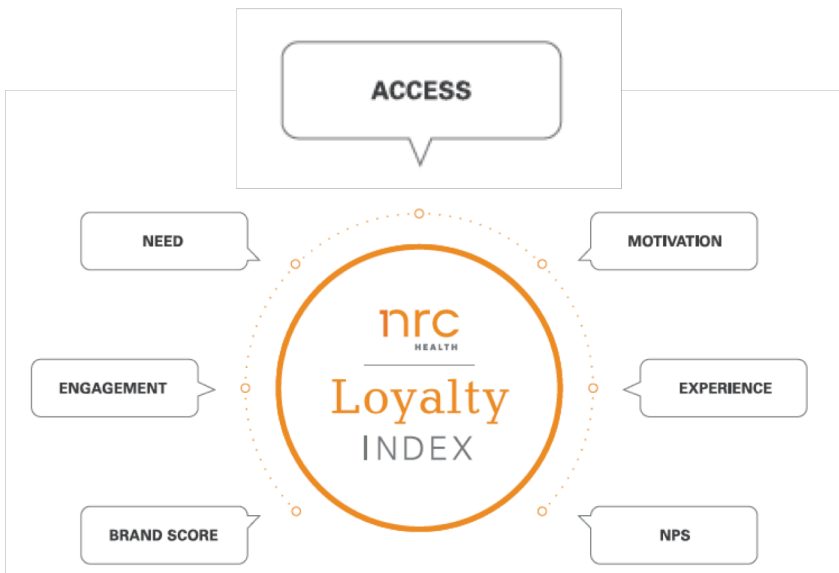 ACCESS
NEED
MOTIVATION
nrc
HEALTH
ENGAGEMENT
Loyalty
EXPERIENCE
INDEX
BRAND SCORE
NPS